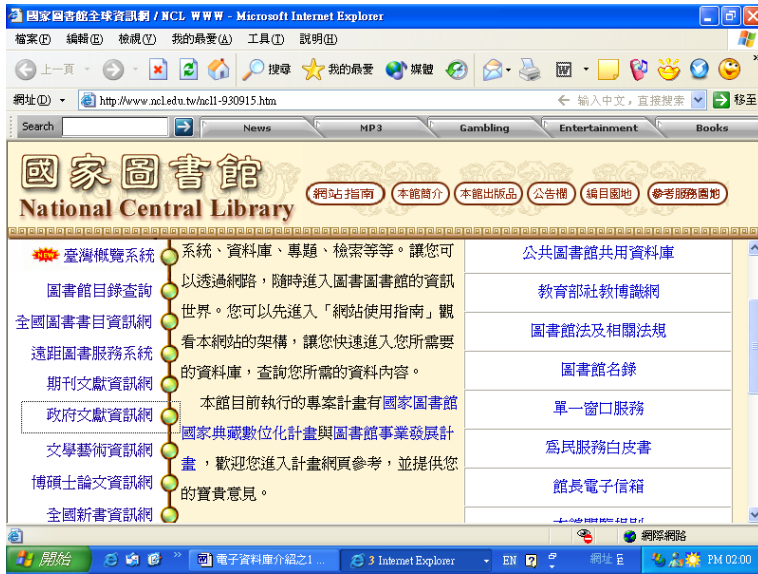 國家圖書館全球資訊網 / NCL WWW - Microsoft Internet Explorer
檔案(F) 編輯(E) 檢視(V) 我的最愛(A) 工具(T) 說明(H)
上一頁 搜尋 我的最愛 媒體
網址(D) http://www.ncl.edu.tw/ncl1-930915.htm 輸入中文，直接搜索 移至
Search News MP3 Gambling Entertainment Books
國家圖書館
National Central Library
網站指南 本館簡介 本館出版品 公告欄 編目園地 參考服務園地
NEW 臺灣概覽系統
圖書館目錄查詢
全國圖書書目資訊網
遠距圖書服務系統
期刊文獻資訊網
政府文獻資訊網
文學藝術資訊網
博碩士論文資訊網
全國新書資訊網
系統、資料庫、專題、檢索等等。讓您可
以透過網路，隨時進入圖書圖書館的資訊
世界。您可以先進入「網站使用指南」觀
看本網站的架構，讓您快速進入您所需要
的資料庫，查詢您所需的資料內容。
本館目前執行的專案計畫有國家圖書館
國家典藏數位化計畫與圖書館事業發展計
畫 ，歡迎您進入計畫網頁參考，並提供您
的寶貴意見。
公共圖書館共用資料庫
教育部社教博識網
圖書館法及相關法規
圖書館名錄
單一窗口服務
為民服務白皮書
館長電子信箱
網際網路
開始 電子資料庫介紹之1 ... 3 Internet Explorer EN 網址 PM 02:00